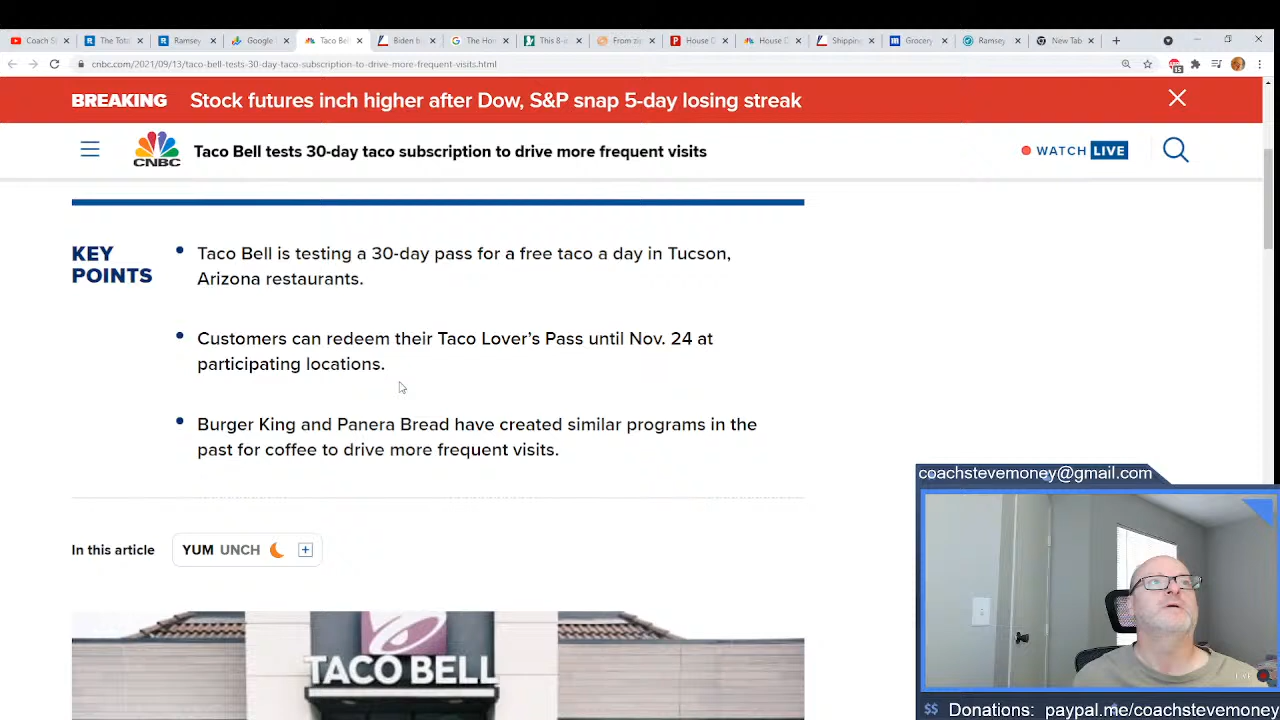 Coach S
The Tota
Ramsey
Google
Taco Be
Biden b
The Hor
This 8-
From zi
House C
House D
Shippin
Grocery
Ramsey
New Tab
cnbc.com/2021/09/13/taco-bell-tests-30-day-taco-subscription-to-drive-more-frequent-visits.html
15
BREAKING Stock futures inch higher after Dow, S&P snap 5-day losing streak
CNBC
Taco Bell tests 30-day taco subscription to drive more frequent visits
WATCH LIVE
KEY
POINTS
Taco Bell is testing a 30-day pass for a free taco a day in Tucson,
Arizona restaurants.
Customers can redeem their Taco Lover's Pass until Nov. 24 at
participating locations.
Burger King and Panera Bread have created similar programs in the
past for coffee to drive more frequent visits.
In this article YUM UNCH
TACO BELL
coachstevemoney@gmail.com
$$ Donations: paypal.me/coachstevemoney